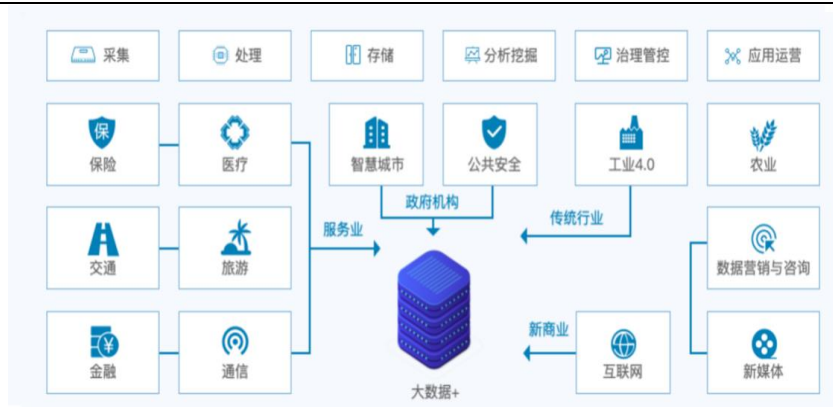 采集
处理
存储
分析挖掘
治理管控
应用运营
保
保险
医疗
智慧城市
公共安全
工业4.0
农业
政府机构
服务业
传统行业
交通
旅游
数据营销与咨询
新商业
¥
金融
通信
大数据+
互联网
新媒体